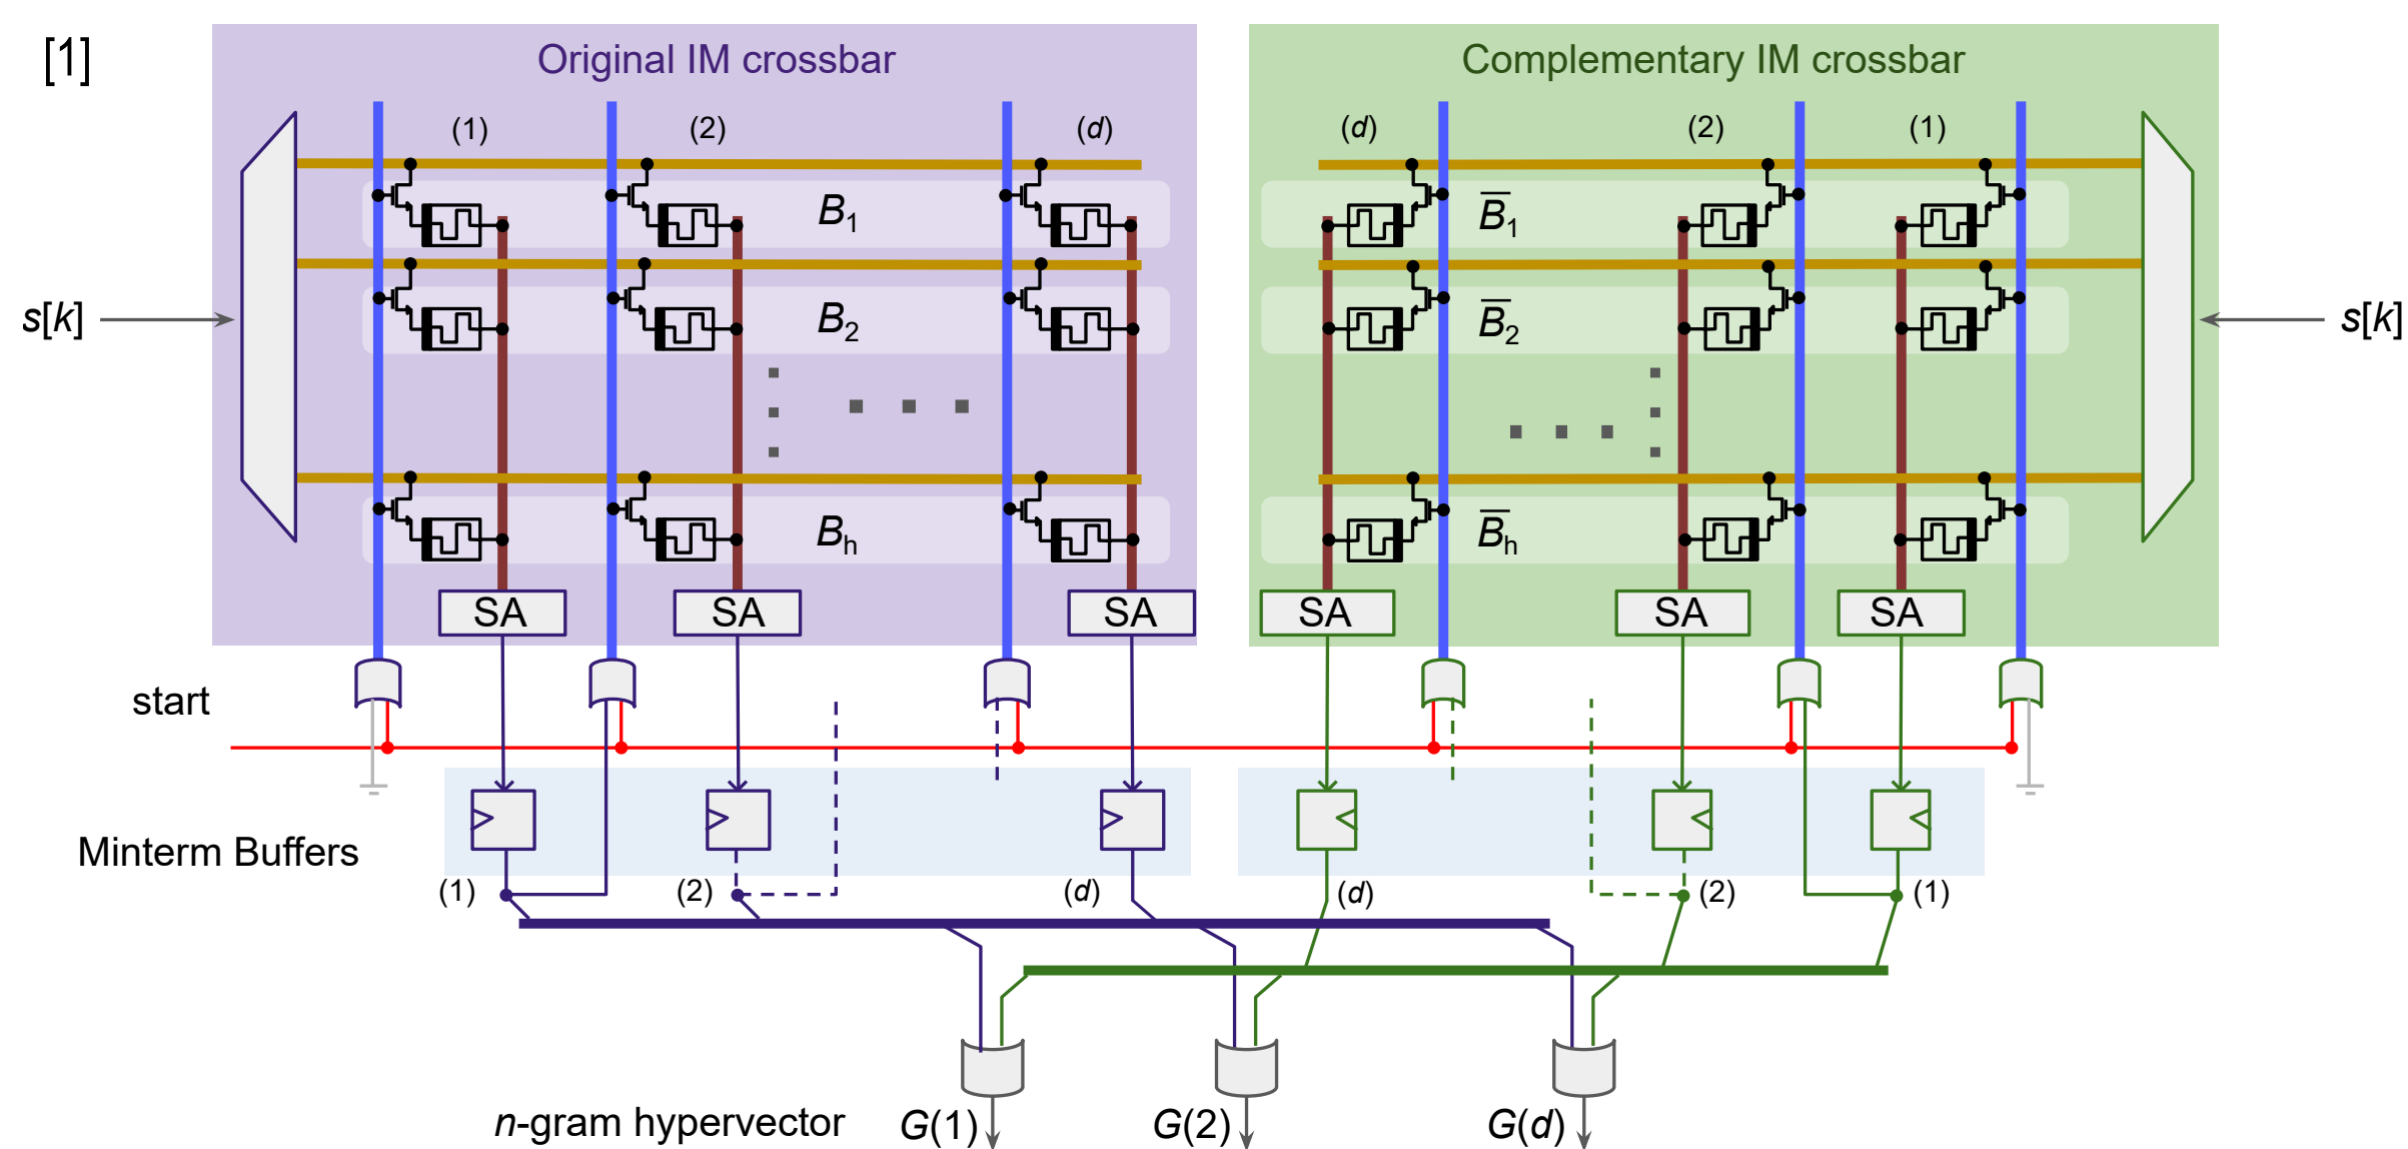 [1]
Original IM crossbar
Complementary IM crossbar
(1) (2) (d)
(d) (2) (1)
B₁
B̅₁
s[k]
B₂
B̅₂
s[k]
Bₕ
B̅ₕ
SA SA SA
SA SA SA
start
Minterm Buffers
(1) (2) (d)
(d) (2) (1)
n-gram hypervector G(1) G(2) G(d)